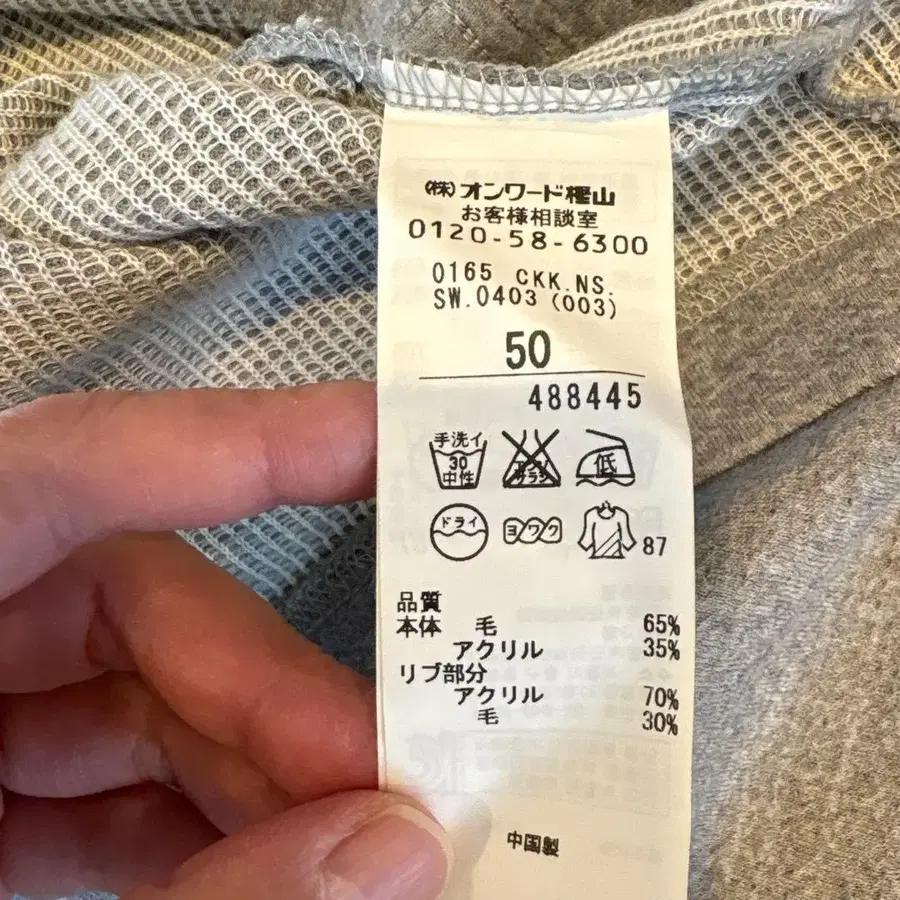 (株)オンワード樫山
お客様相談室
0120-58-6300
0165 CKK.NS.
SW.0403 (003)
50
488445
手洗イ
30
中性
サラシ
低
ドライ
ヨワク
87
品質
本体 毛 65%
アクリル 35%
リブ部分
アクリル 70%
毛 30%
中国製